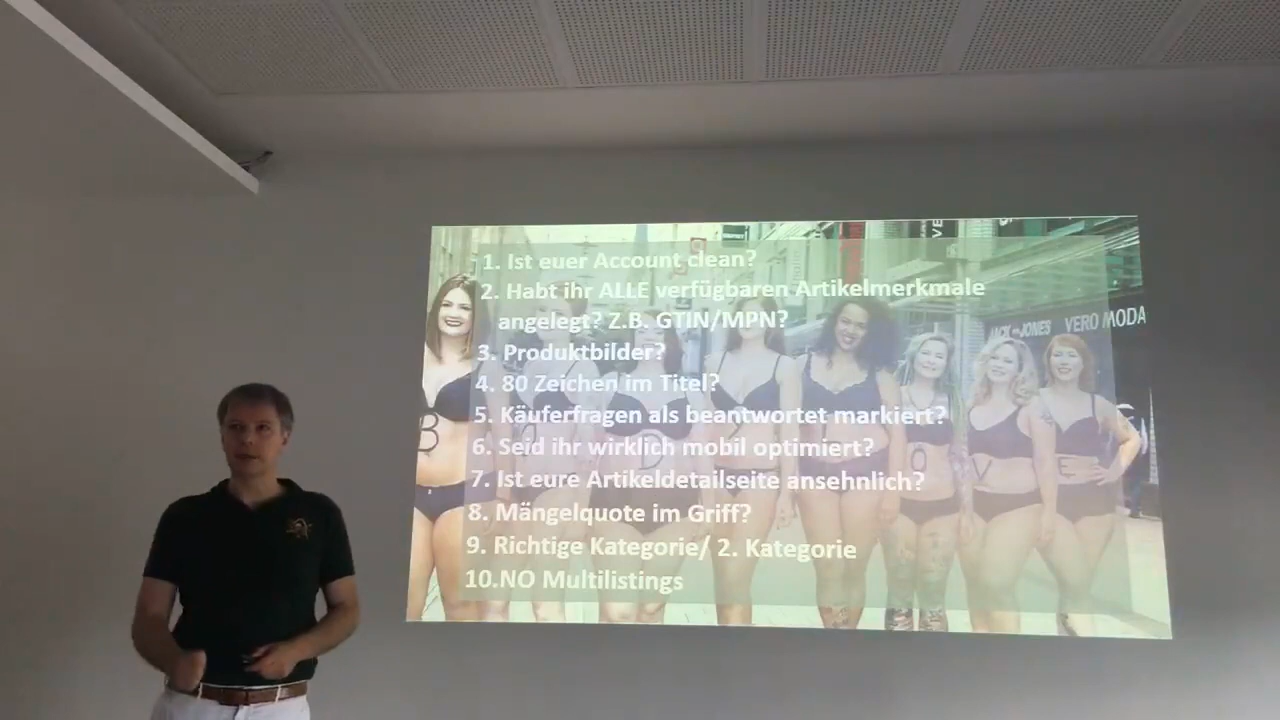 1. Ist euer Account clean?
2. Habt ihr ALLE verfügbaren Artikelmerkmale
angelegt? Z.B. GTIN/MPN?
3. Produktbilder?
4. 80 Zeichen im Titel?
5. Käuferfragen als beantwortet markiert?
6. Seid ihr wirklich mobil optimiert?
7. Ist eure Artikeldetailseite ansehnlich?
8. Mängelquote im Griff?
9. Richtige Kategorie/ 2. Kategorie
10.NO Multilistings
JACK JONES VERO MODA
B D O V E